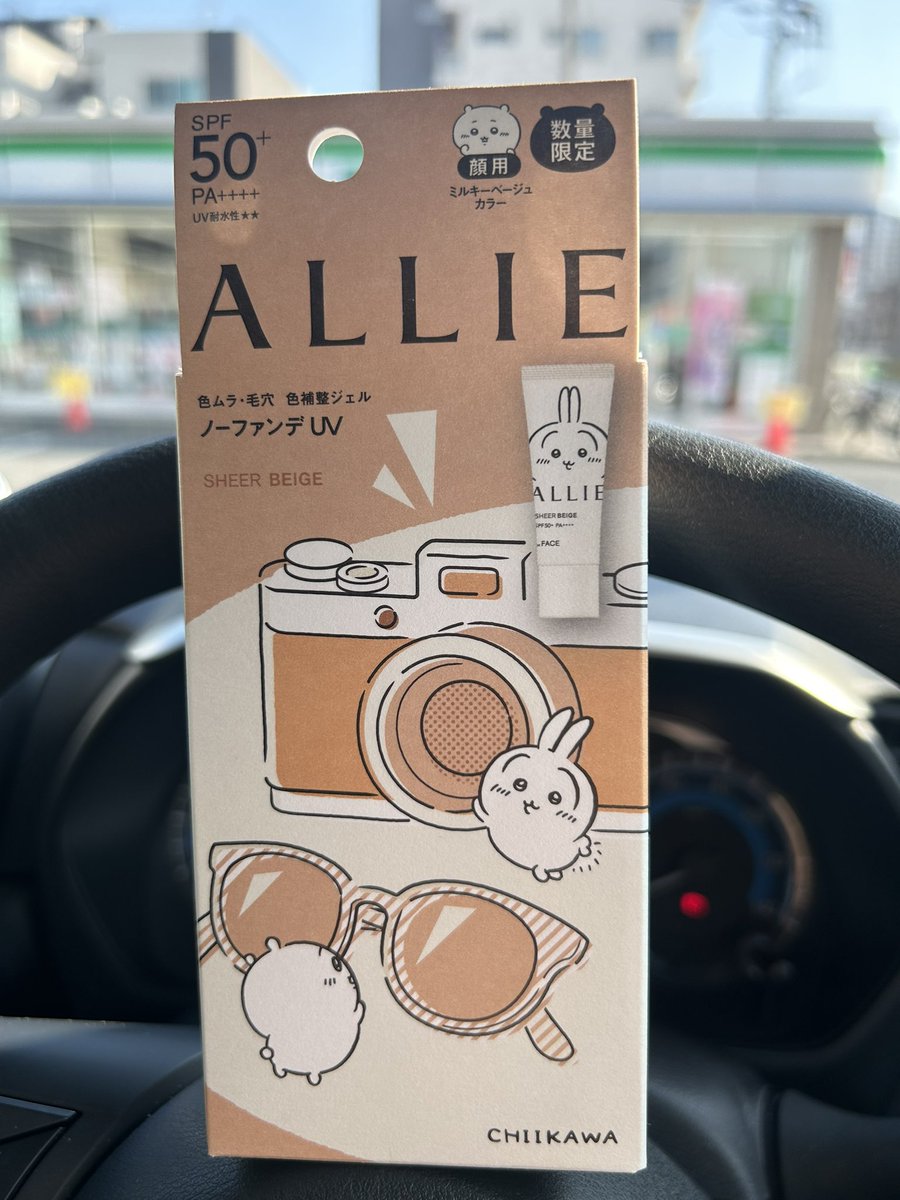 SPF
50+
PA++++
UV耐水性★★
顔用
ミルキーベージュ
カラー
数量
限定
ALLIE
色ムラ・毛穴 色補整ジェル
ノーファンデ UV
SHEER BEIGE
ALLIE
SHEER BEIGE
SPF50+ PA++++
FACE
CHIIKAWA